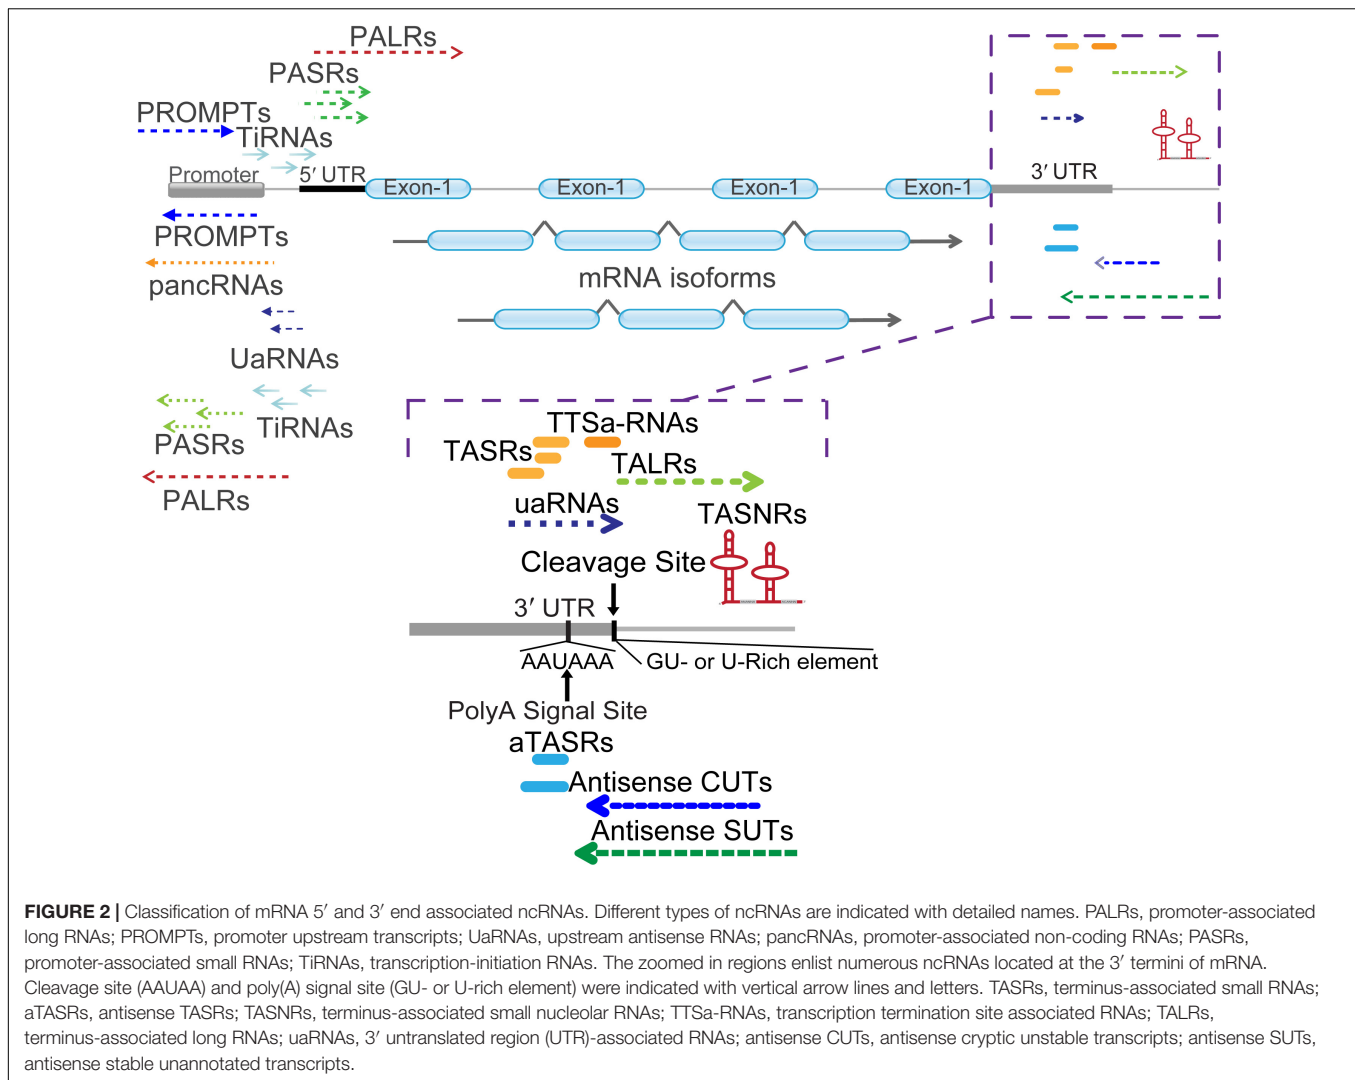 PALRs
PASRs
PROMPTs
TiRNAs
Promoter
5′ UTR
Exon-1
Exon-1
Exon-1
Exon-1
3′ UTR
PROMPTs
pancRNAs
mRNA isoforms
UaRNAs
TiRNAs
PASRs
PALRs
TTSa-RNAs
TASRs
TALRs
uaRNAs
TASNRs
Cleavage Site
3′ UTR
AAUAAA
GU- or U-Rich element
PolyA Signal Site
aTASRs
Antisense CUTs
Antisense SUTs
FIGURE 2 | Classification of mRNA 5′ and 3′ end associated ncRNAs. Different types of ncRNAs are indicated with detailed names. PALRs, promoter-associated
long RNAs; PROMPTs, promoter upstream transcripts; UaRNAs, upstream antisense RNAs; pancRNAs, promoter-associated non-coding RNAs; PASRs,
promoter-associated small RNAs; TiRNAs, transcription-initiation RNAs. The zoomed in regions enlist numerous ncRNAs located at the 3′ termini of mRNA.
Cleavage site (AAUAA) and poly(A) signal site (GU- or U-rich element) were indicated with vertical arrow lines and letters. TASRs, terminus-associated small RNAs;
aTASRs, antisense TASRs; TASNRs, terminus-associated small nucleolar RNAs; TTSa-RNAs, transcription termination site associated RNAs; TALRs,
terminus-associated long RNAs; uaRNAs, 3′ untranslated region (UTR)-associated RNAs; antisense CUTs, antisense cryptic unstable transcripts; antisense SUTs,
antisense stable unannotated transcripts.